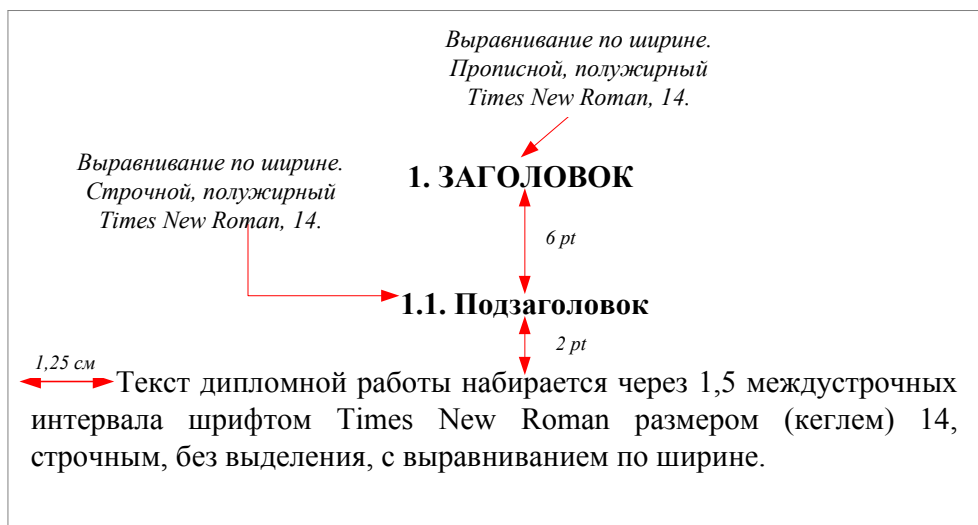 Выравнивание по ширине.
Прописной, полужирный
Times New Roman, 14.
Выравнивание по ширине.
Строчной, полужирный
Times New Roman, 14.
1. ЗАГОЛОВОК
6 pt
1.1. Подзаголовок
2 pt
1,25 см
Текст дипломной работы набирается через 1,5 междустрочных
интервала шрифтом Times New Roman размером (кеглем) 14,
строчным, без выделения, с выравниванием по ширине.